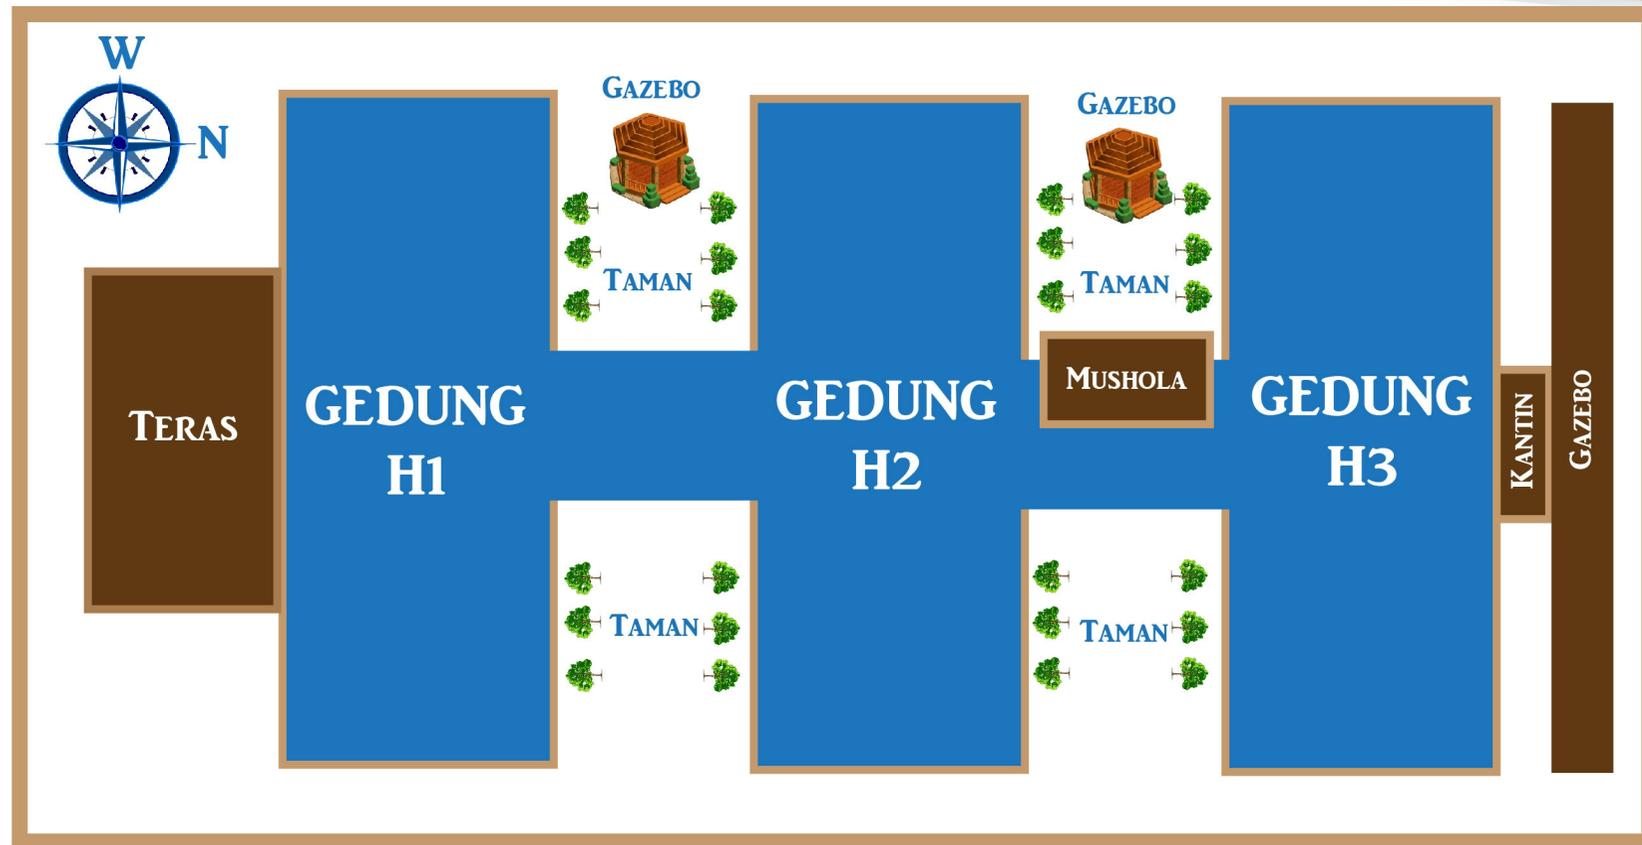 W
N
GAZEBO
GAZEBO
TAMAN
TAMAN
MUSHOLA
TERAS
GEDUNG
H1
GEDUNG
H2
GEDUNG
H3
KANTIN
GAZEBO
TAMAN
TAMAN